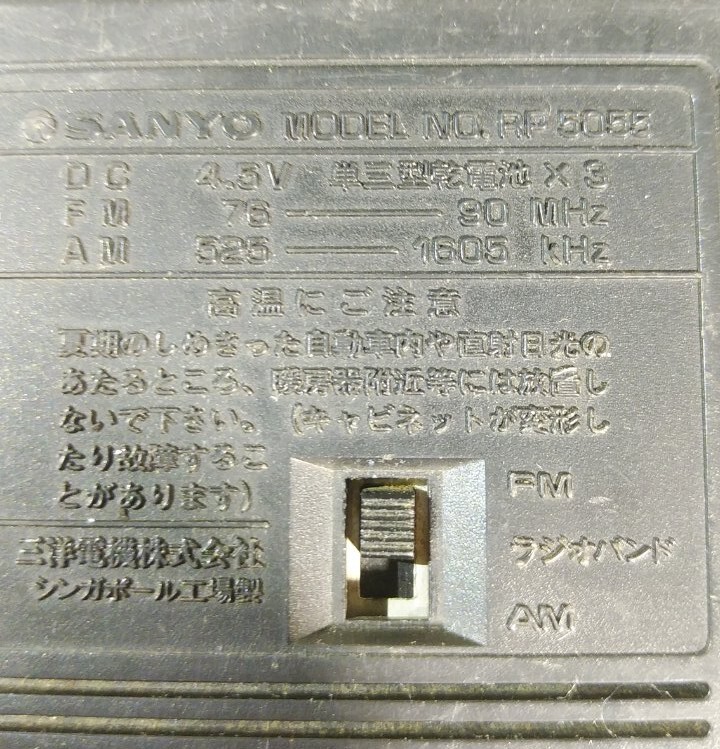 SANYO MODEL NO. RP 5055
DC 4.5V 単三型乾電池 X 3
FM 76 — 90 MHz
AM 525 — 1605 kHz
高温にご注意
夏期のしめきった自動車内や直射日光の
あたるところ、暖房器附近等には放置し
ないで下さい。(キャビネットが変形し
たり故障するこ
とがあります)
三洋電機株式会社
シンガポール工場製
FM
ラジオバンド
AM